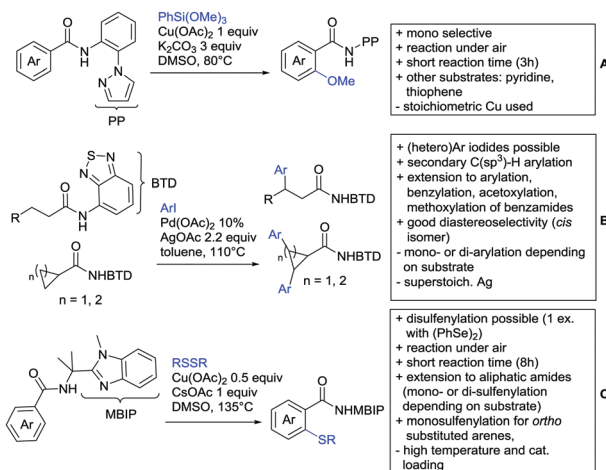 PhSi(OMe)₃
Cu(OAc)₂ 1 equiv
K₂CO₃ 3 equiv
DMSO, 80°C
O
N
H
Ar
N
N
PP
O
N
H
PP
Ar
OMe
+ mono selective
+ reaction under air
+ short reaction time (3h)
+ other substrates: pyridine,
thiophene
- stoichiometric Cu used
A
S
N
N
BTD
O
R
N
H
n
O
NHBTD
n = 1, 2
ArI
Pd(OAc)₂ 10%
AgOAc 2.2 equiv
toluene, 110°C
Ar
O
R
NHBTD
Ar
n
O
NHBTD
Ar
n = 1, 2
+ (hetero)Ar iodides possible
+ secondary C(sp³)-H arylation
+ extension to arylation,
benzylation, acetoxylation,
methoxylation of benzamides
+ good diastereoselectivity (cis
isomer)
- mono- or di-arylation depending
on substrate
- superstoich. Ag
B
N
N
NH
O
Ar
MBIP
RSSR
Cu(OAc)₂ 0.5 equiv
CsOAc 1 equiv
DMSO, 135°C
O
NHMBIP
Ar
SR
+ disulfenylation possible (1 ex.
with (PhSe)₂)
+ reaction under air
+ short reaction time (8h)
+ extension to aliphatic amides
(mono- or di-sulfenylation
depending on substrate)
+ monosulfenylation for ortho
substituted arenes,
- high temperature and cat.
loading
C